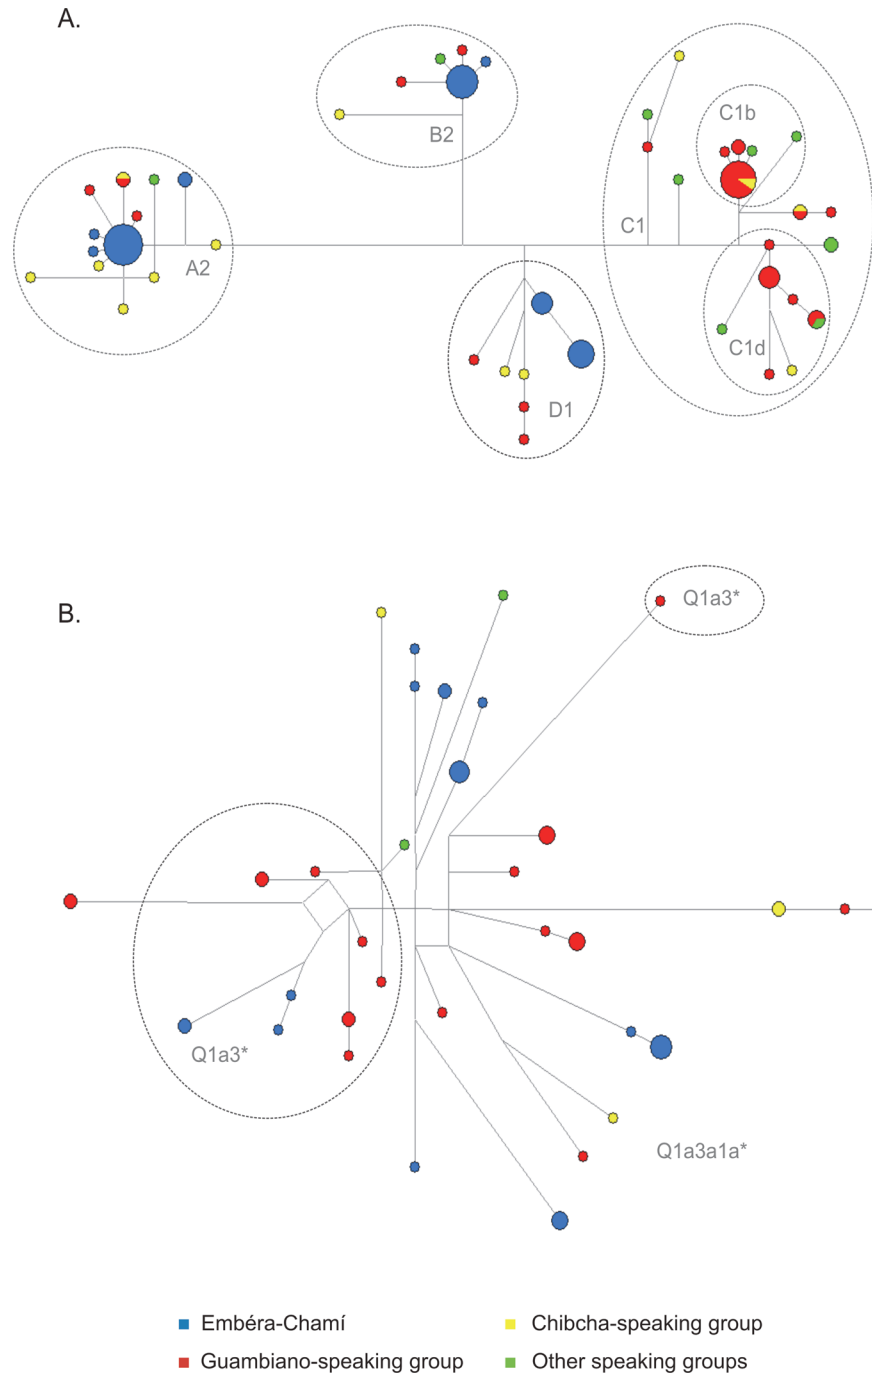 A.
B2
C1b
C1
A2
C1d
D1
B.
Q1a3*
Q1a3*
Q1a3a1a*
Embéra-Chamí
Chibcha-speaking group
Guambiano-speaking group
Other speaking groups